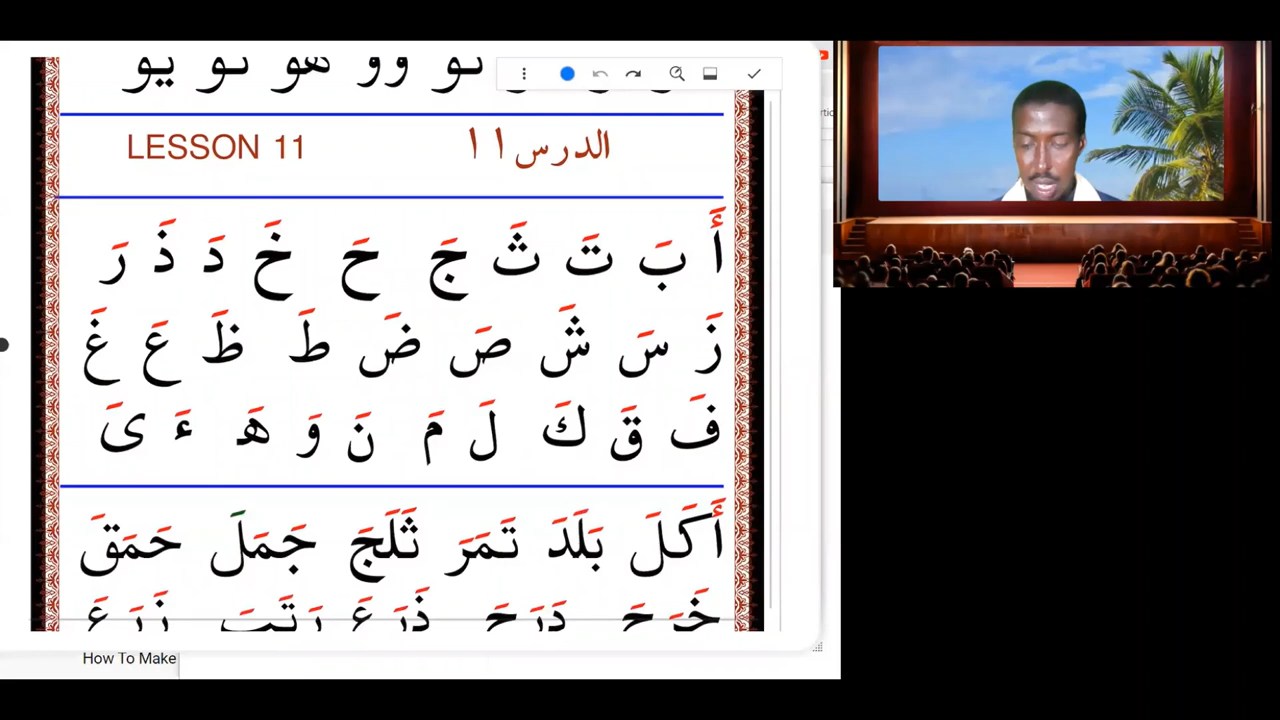 LESSON 11 الدرس ١١
أَ بَ تَ ثَ جَ حَ خَ دَ ذَ رَ
زَ سَ شَ صَ ضَ طَ ظَ عَ غَ
فَ قَ كَ لَ مَ نَ وَ هَ ءَ ىَ
أَكَلَ بَلَدَ تَمَرَ ثَلَجَ جَمَلَ حَمَقَ
خَرَجَ دَرَجَ ذَرَعَ رَتَبَ زَرَعَ
How To Make